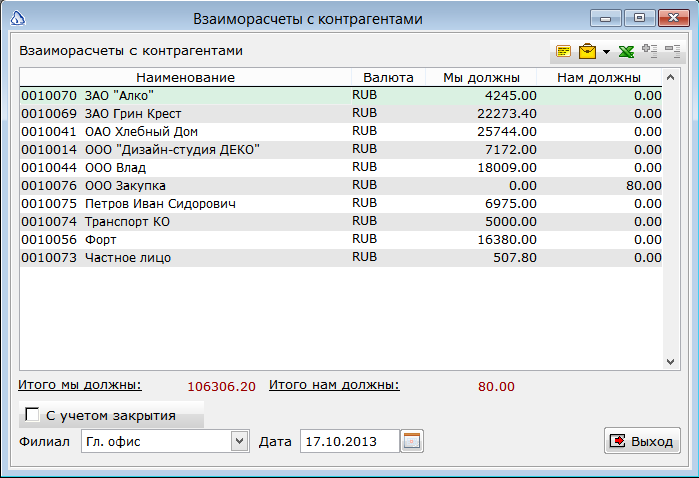 Взаиморасчеты с контрагентами
Взаиморасчеты с контрагентами
Наименование Валюта Мы должны Нам должны
0010070 ЗАО "Алко" RUB 4245.00 0.00
0010069 ЗАО Грин Крест RUB 22273.40 0.00
0010041 ОАО Хлебный Дом RUB 25744.00 0.00
0010014 ООО "Дизайн-студия ДЕКО" RUB 7172.00 0.00
0010044 ООО Влад RUB 18009.00 0.00
0010076 ООО Закупка RUB 0.00 80.00
0010075 Петров Иван Сидорович RUB 6975.00 0.00
0010074 Транспорт КО RUB 5000.00 0.00
0010056 Форт RUB 16380.00 0.00
0010073 Частное лицо RUB 507.80 0.00
Итого мы должны: 106306.20 Итого нам должны: 80.00
С учетом закрытия
Филиал Гл. офис Дата 17.10.2013 Выход